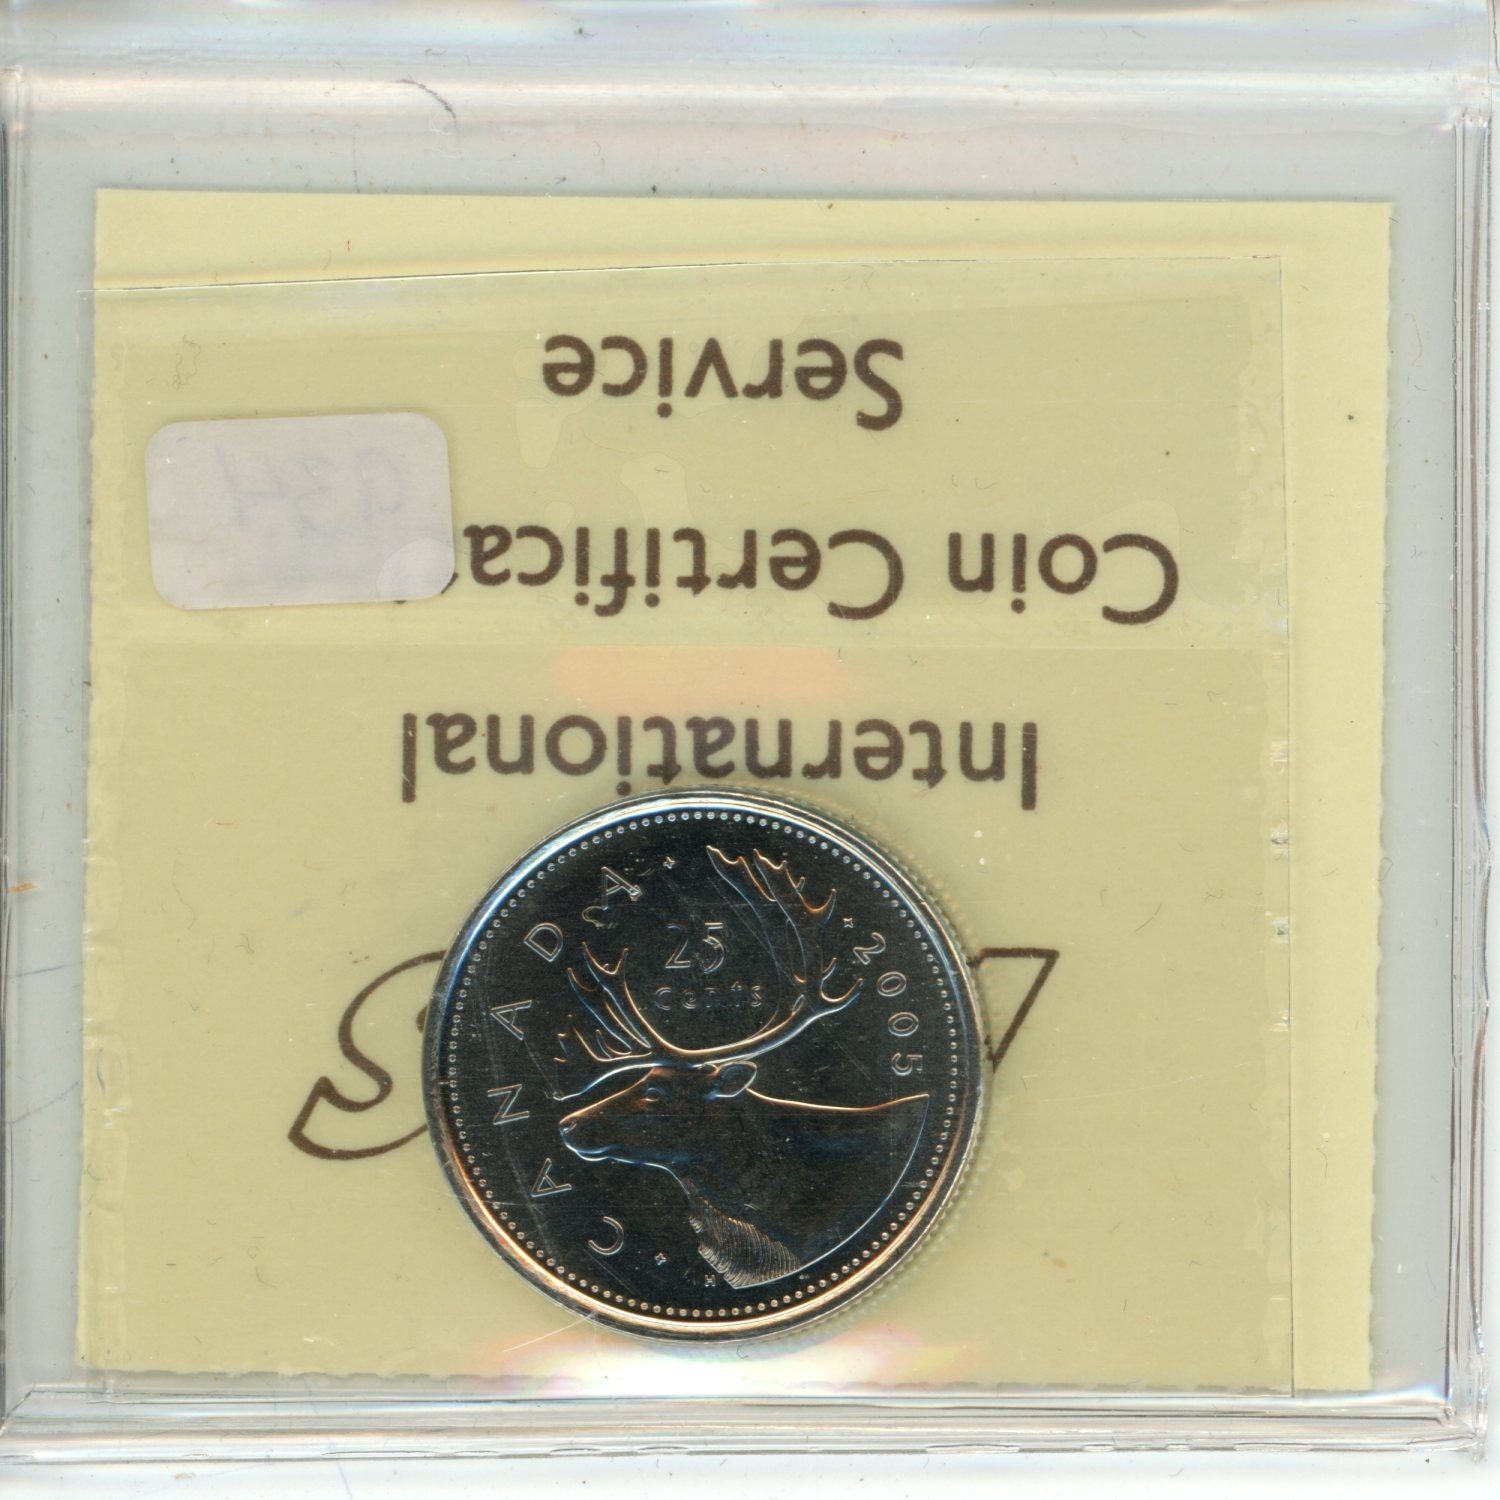 International
Coin Certifica
Service
CANADA
25
cents
2005
H